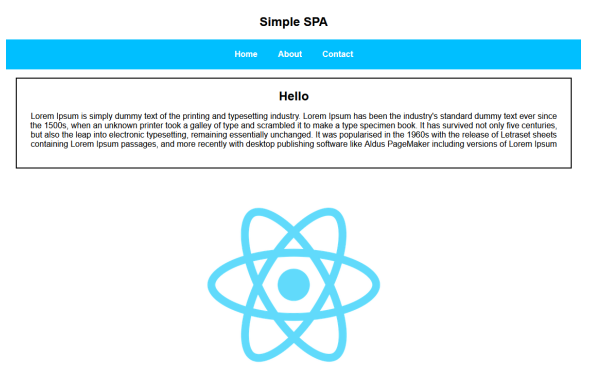 Simple SPA
Home About Contact
Hello
Lorem Ipsum is simply dummy text of the printing and typesetting industry. Lorem Ipsum has been the industry's standard dummy text ever since
the 1500s, when an unknown printer took a galley of type and scrambled it to make a type specimen book. It has survived not only five centuries,
but also the leap into electronic typesetting, remaining essentially unchanged. It was popularised in the 1960s with the release of Letraset sheets
containing Lorem Ipsum passages, and more recently with desktop publishing software like Aldus PageMaker including versions of Lorem Ipsum